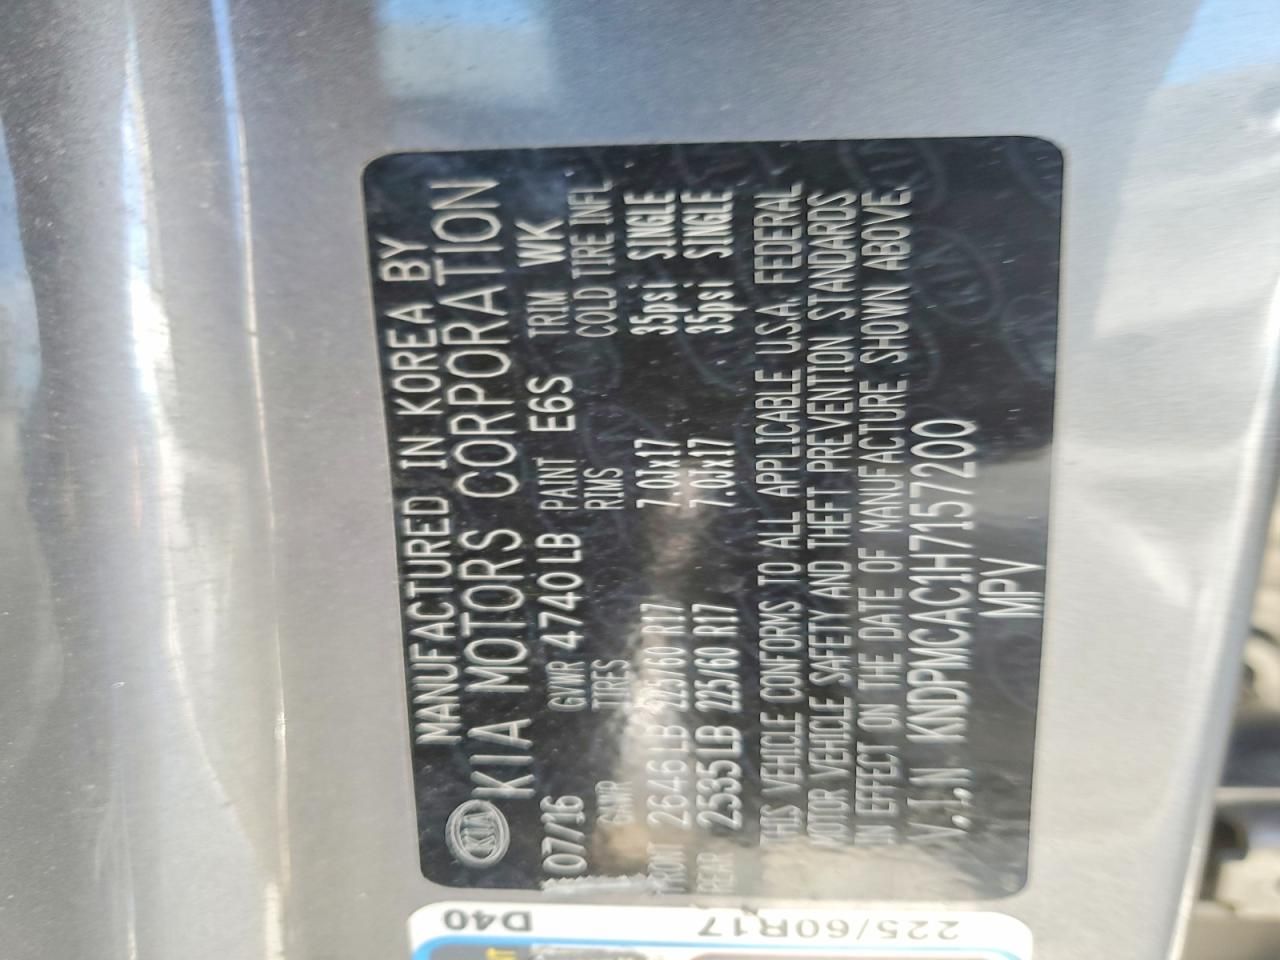 MANUFACTURED IN KOREA BY
KIA KIA MOTORS CORPORATION
07/16 GVWR 4740LB PAINT E6S TRIM WK
GAWR TIRES RIMS COLD TIRE INFL
FRONT 2646LB 225/60 R17 7.0Jx17 35psi SINGLE
REAR 2535LB 225/60 R17 7.0Jx17 35psi SINGLE
THIS VEHICLE CONFORMS TO ALL APPLICABLE U.S.A. FEDERAL
MOTOR VEHICLE SAFETY AND THEFT PREVENTION STANDARDS
IN EFFECT ON THE DATE OF MANUFACTURE SHOWN ABOVE.
V.I.N KNDPMCAC1H7157200
MPV
225/60R17 D40